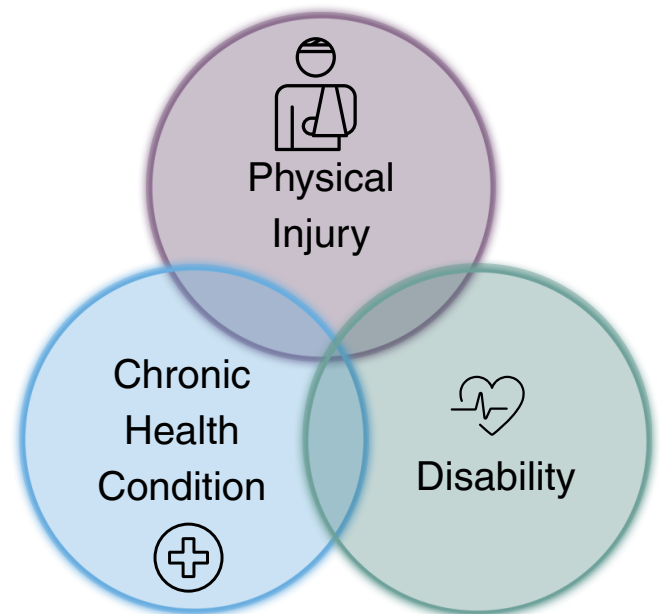 Physical
Injury
Chronic
Health
Condition
Disability